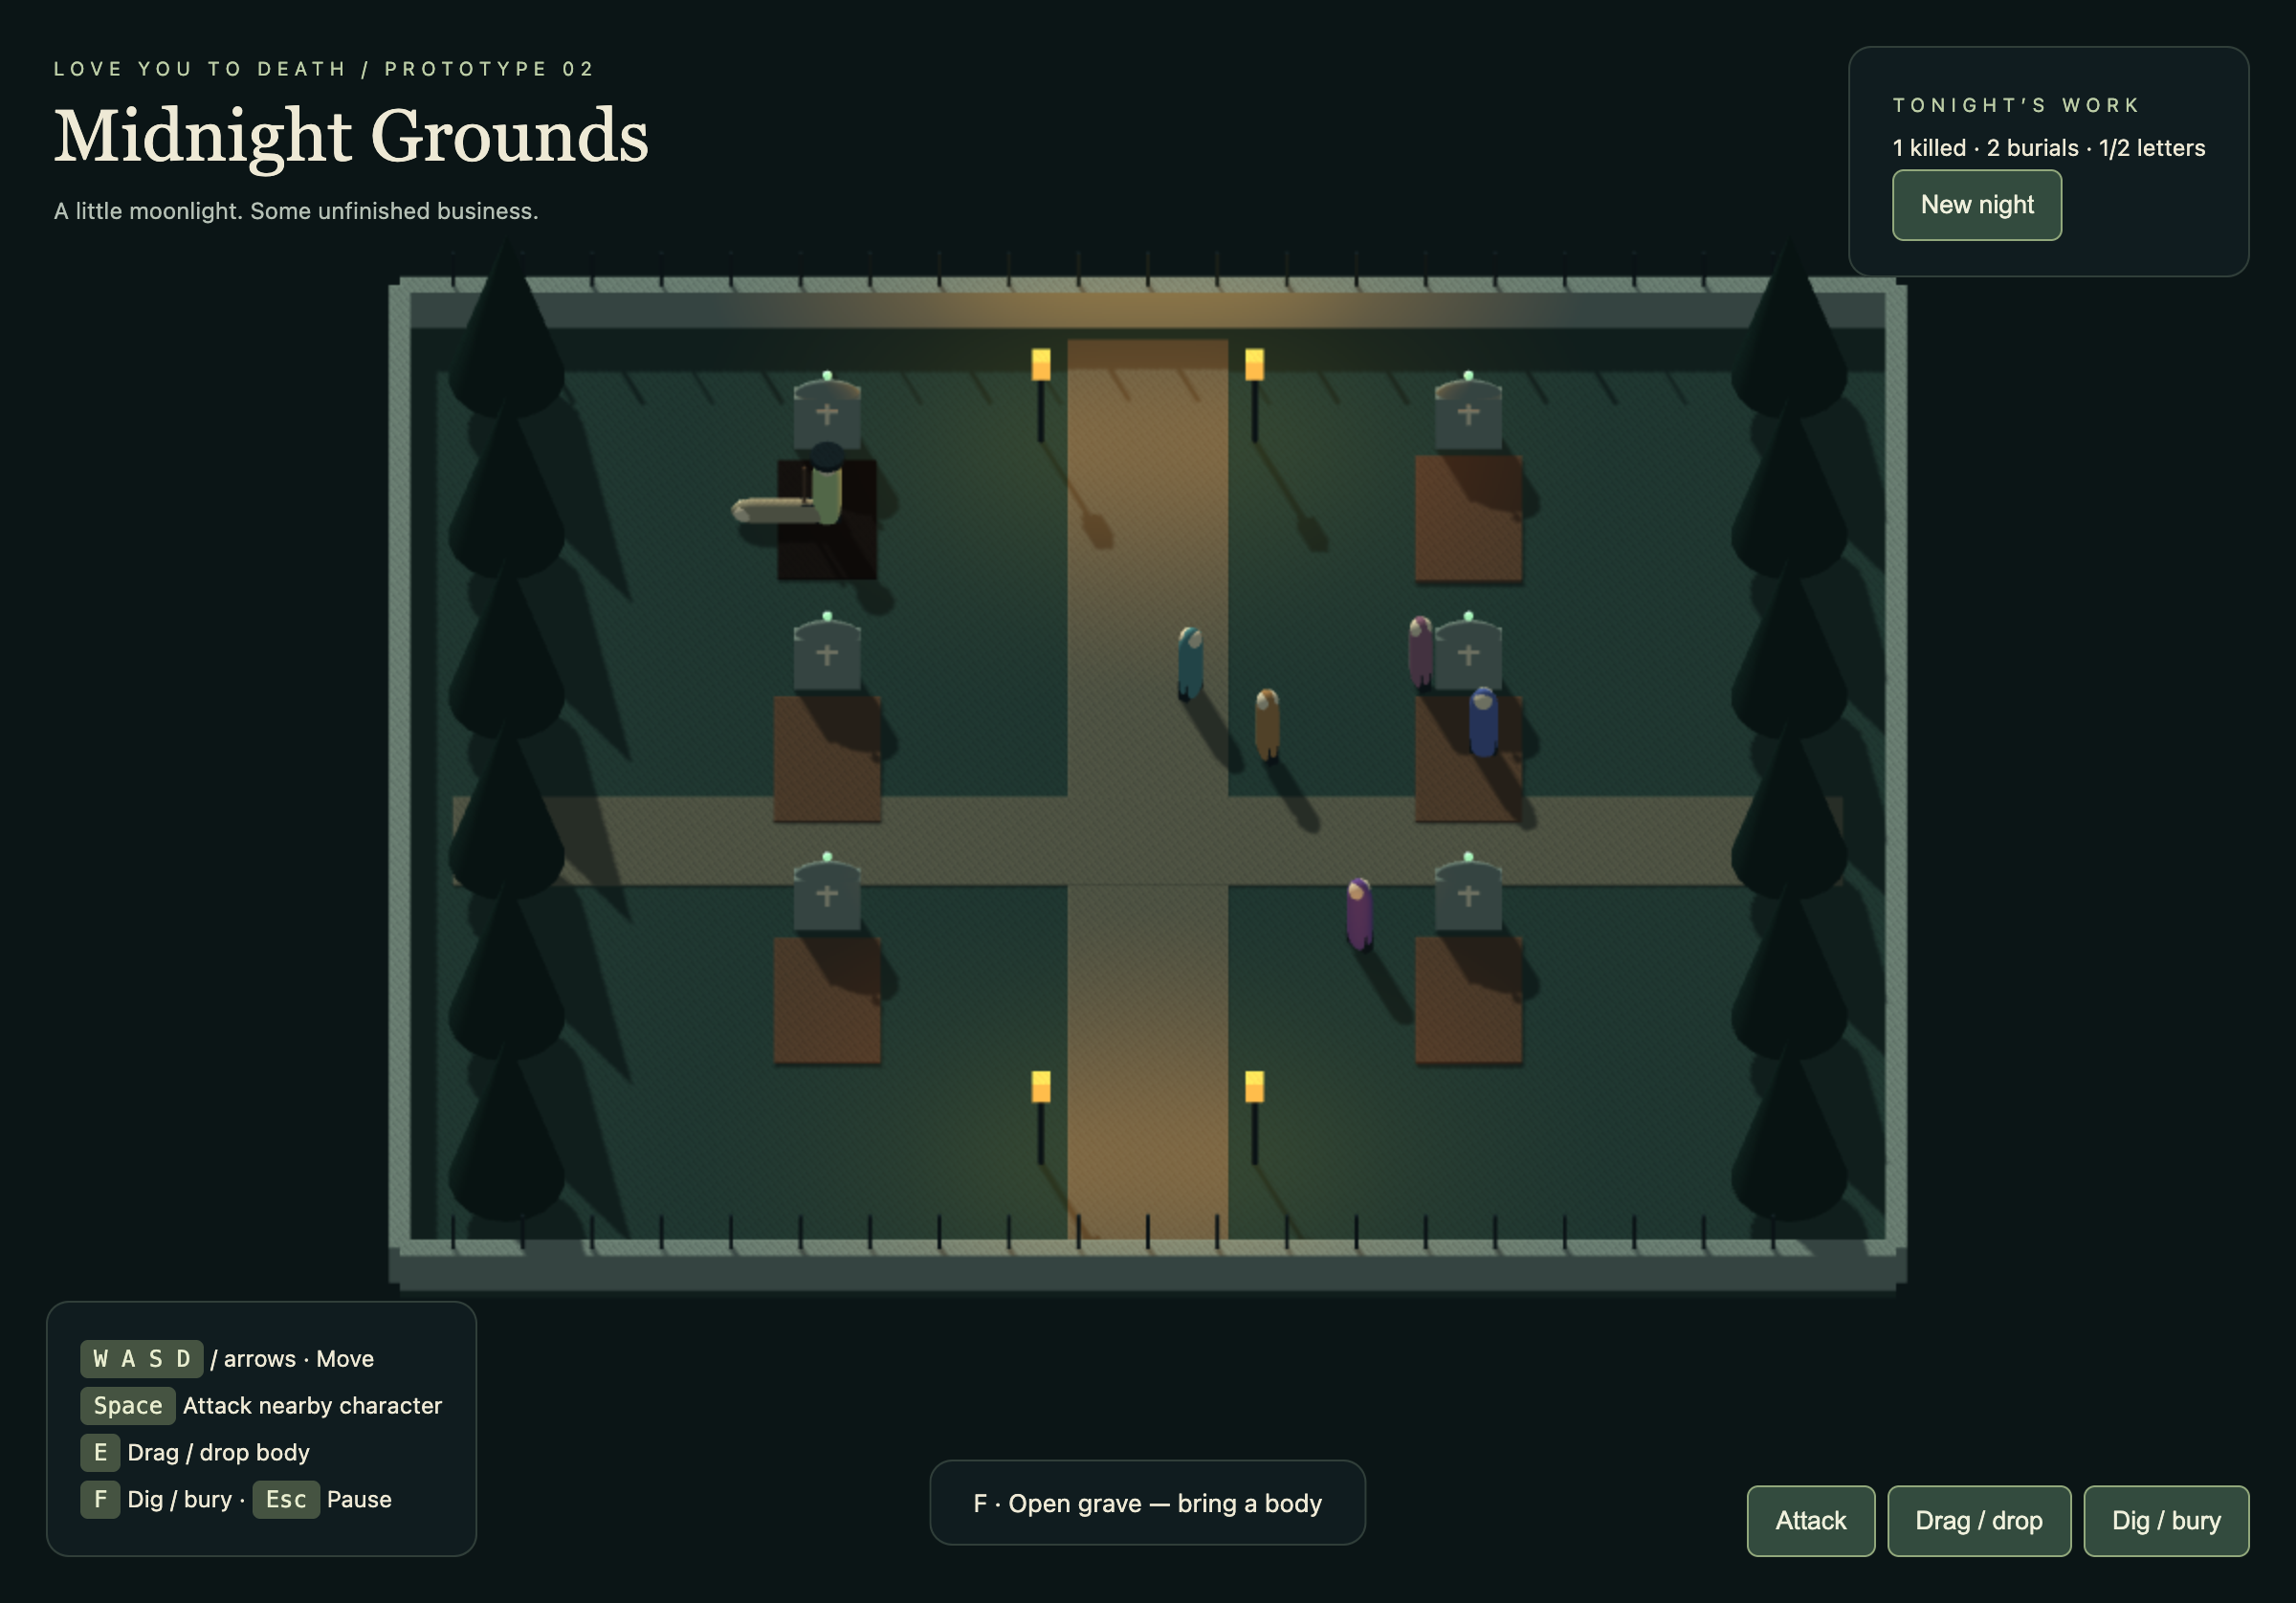 LOVE YOU TO DEATH / PROTOTYPE 02
Midnight Grounds
A little moonlight. Some unfinished business.
TONIGHT’S WORK
1 killed · 2 burials · 1/2 letters
New night
W A S D / arrows · Move
Space Attack nearby character
E Drag / drop body
F Dig / bury · Esc Pause
F · Open grave — bring a body
Attack
Drag / drop
Dig / bury